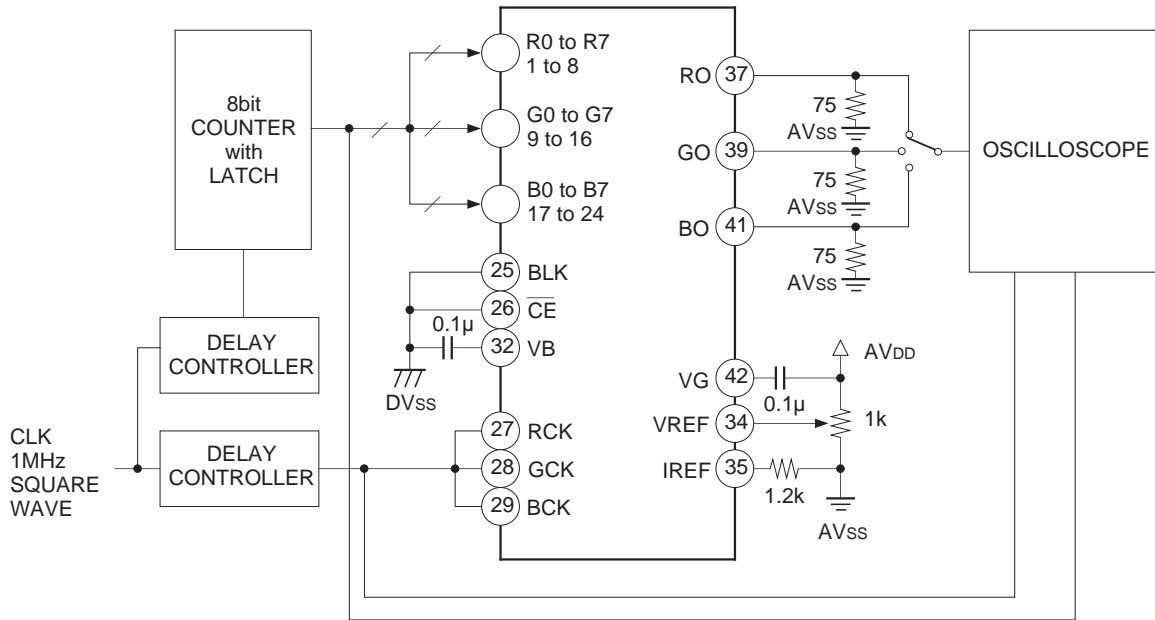 8bit
COUNTER
with
LATCH
DELAY
CONTROLLER
CLK
1MHz
SQUARE
WAVE
DELAY
CONTROLLER
R0 to R7
1 to 8
G0 to G7
9 to 16
B0 to B7
17 to 24
25 BLK
26 CE
0.1µ
32 VB
DVSS
27 RCK
28 GCK
29 BCK
RO 37
75
AVSS
GO 39
75
AVSS
BO 41
75
AVSS
OSCILLOSCOPE
AVDD
VG 42
0.1µ
VREF 34
1k
IREF 35
1.2k
AVSS